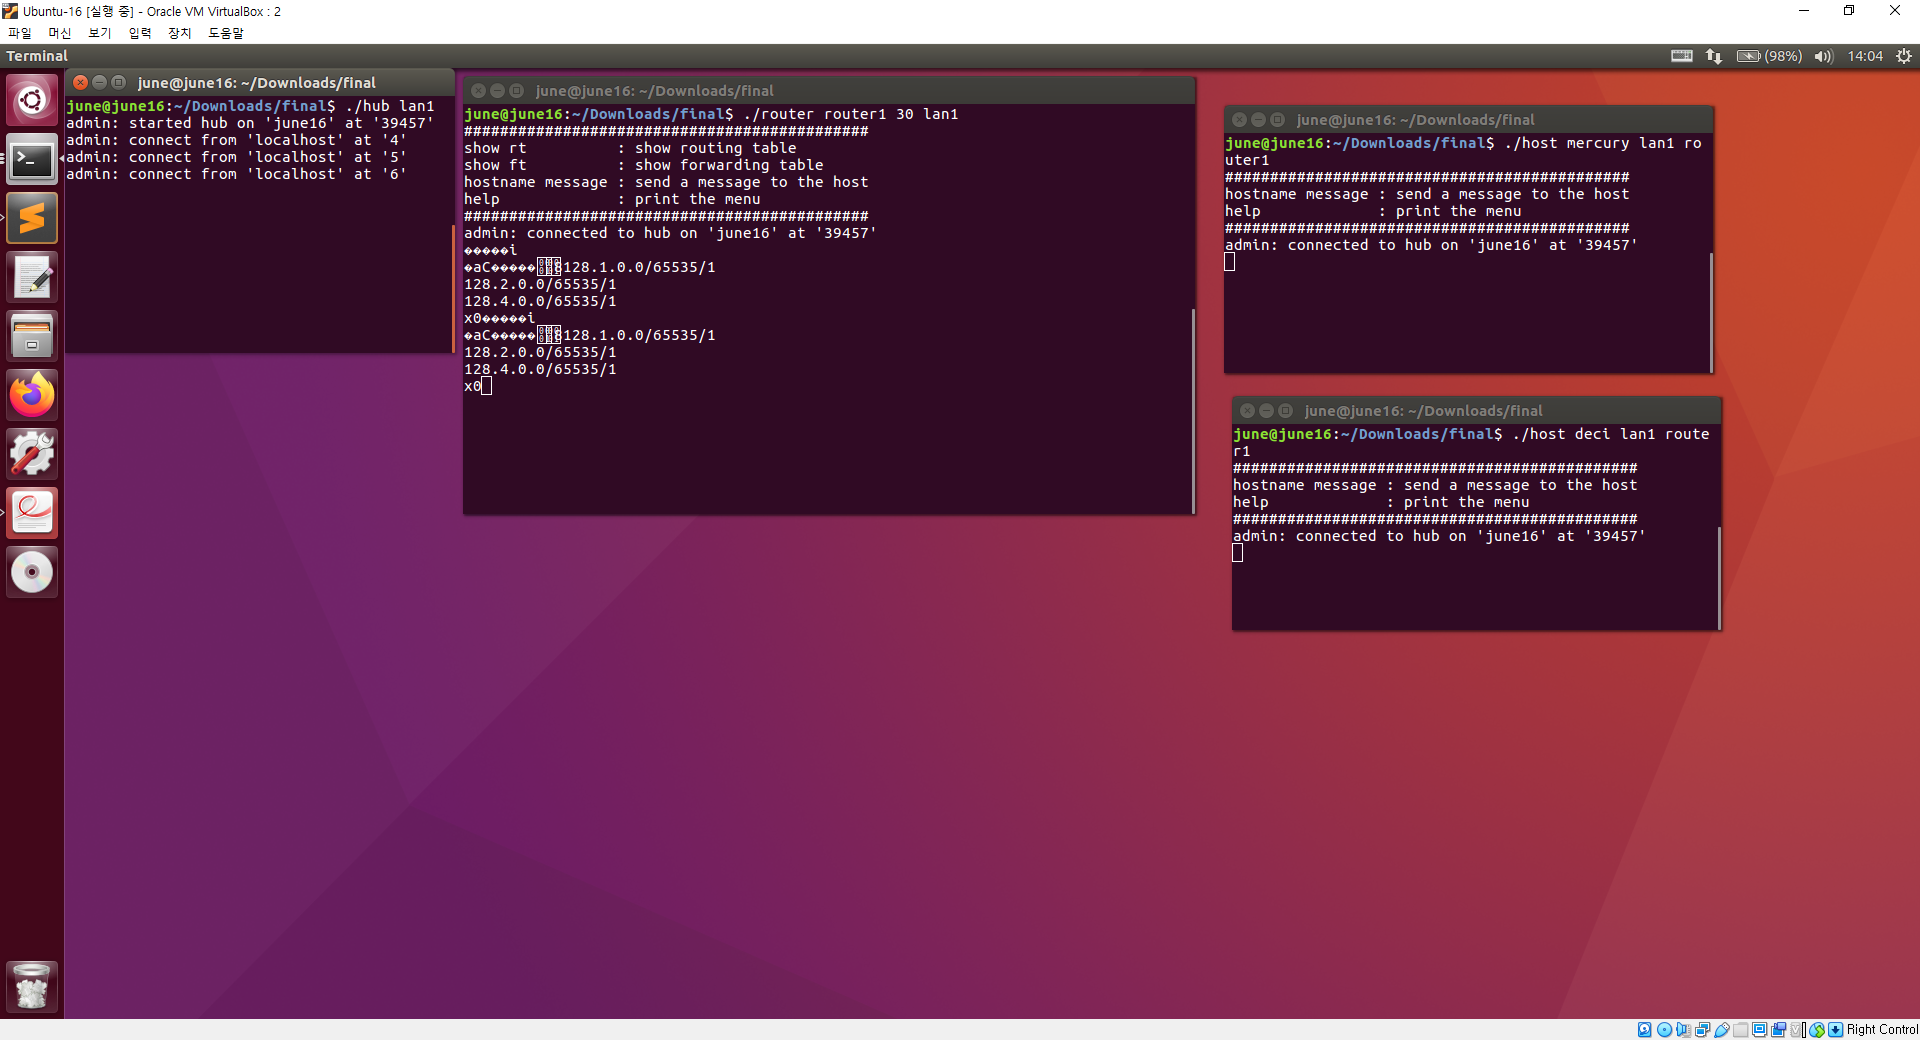 Ubuntu-16 [실행 중] - Oracle VM VirtualBox : 2
파일 머신 보기 입력 장치 도움말
Terminal
(98%) 14:04
june@june16: ~/Downloads/final
june@june16:~/Downloads/final$ ./hub lan1
admin: started hub on 'june16' at '39457'
admin: connect from 'localhost' at '4'
admin: connect from 'localhost' at '5'
admin: connect from 'localhost' at '6'
june@june16: ~/Downloads/final
june@june16:~/Downloads/final$ ./router router1 30 lan1
#############################################
show rt          : show routing table
show ft          : show forwarding table
hostname message : send a message to the host
help             : print the menu
#############################################
admin: connected to hub on 'june16' at '39457'
�����i
�aC�����128.1.0.0/65535/1
128.2.0.0/65535/1
128.4.0.0/65535/1
x0�����i
�aC�����128.1.0.0/65535/1
128.2.0.0/65535/1
128.4.0.0/65535/1
x0
june@june16: ~/Downloads/final
june@june16:~/Downloads/final$ ./host mercury lan1 ro
uter1
#############################################
hostname message : send a message to the host
help             : print the menu
#############################################
admin: connected to hub on 'june16' at '39457'
june@june16: ~/Downloads/final
june@june16:~/Downloads/final$ ./host deci lan1 route
r1
#############################################
hostname message : send a message to the host
help             : print the menu
#############################################
admin: connected to hub on 'june16' at '39457'
Right Control